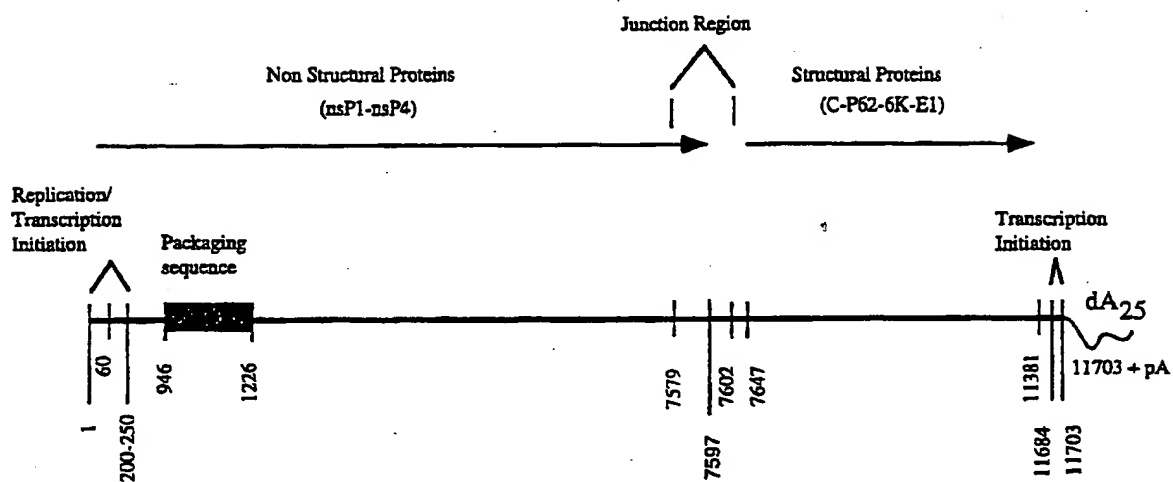 Junction Region
Non Structural Proteins
(nsP1-nsP4)
Structural Proteins
(C-P62-6K-E1)
Replication/
Transcription
Initiation
Packaging
sequence
Transcription
Initiation
dA25
60
946
1226
7579
7602
7647
11381
11703 + pA
1
200-250
7597
11684
11703